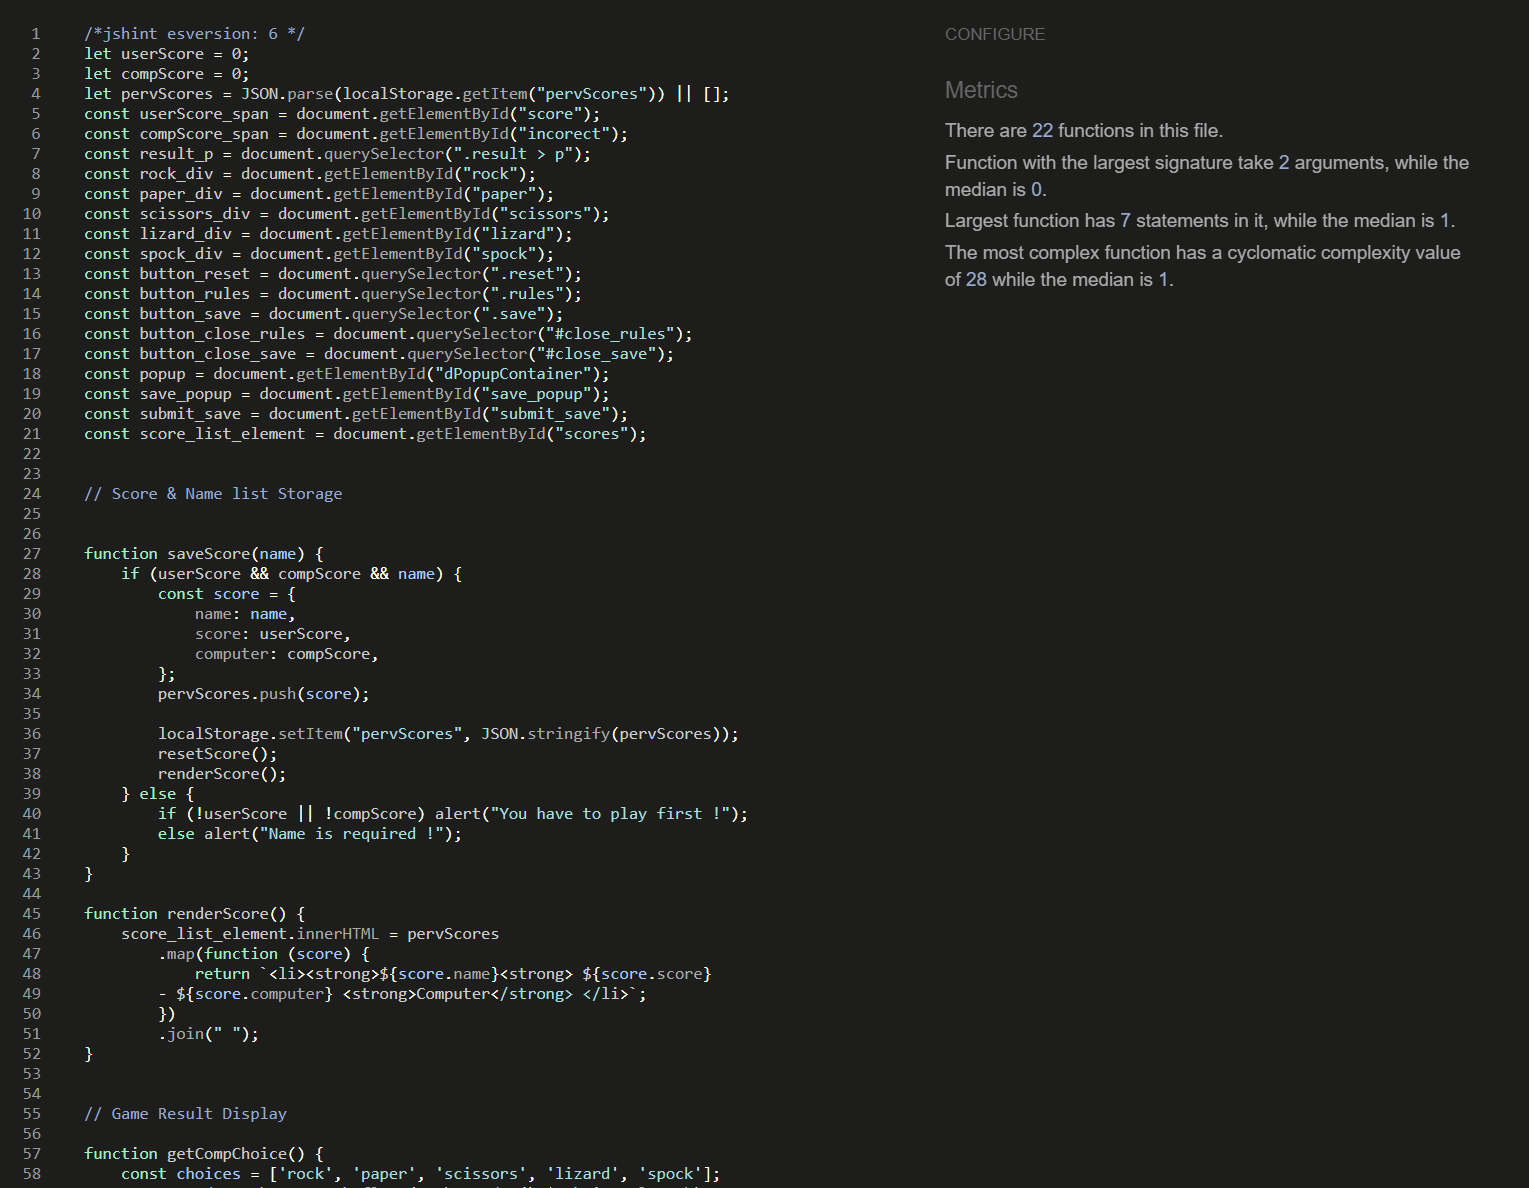 1 /*jshint esversion: 6 */
2 let userScore = 0;
3 let compScore = 0;
4 let pervScores = JSON.parse(localStorage.getItem("pervScores")) || [];
5 const userScore_span = document.getElementById("score");
6 const compScore_span = document.getElementById("incorect");
7 const result_p = document.querySelector(".result > p");
8 const rock_div = document.getElementById("rock");
9 const paper_div = document.getElementById("paper");
10 const scissors_div = document.getElementById("scissors");
11 const lizard_div = document.getElementById("lizard");
12 const spock_div = document.getElementById("spock");
13 const button_reset = document.querySelector(".reset");
14 const button_rules = document.querySelector(".rules");
15 const button_save = document.querySelector(".save");
16 const button_close_rules = document.querySelector("#close_rules");
17 const button_close_save = document.querySelector("#close_save");
18 const popup = document.getElementById("dPopupContainer");
19 const save_popup = document.getElementById("save_popup");
20 const submit_save = document.getElementById("submit_save");
21 const score_list_element = document.getElementById("scores");
22
23
24 // Score & Name list Storage
25
26
27 function saveScore(name) {
28 if (userScore && compScore && name) {
29 const score = {
30 name: name,
31 score: userScore,
32 computer: compScore,
33 };
34 pervScores.push(score);
35
36 localStorage.setItem("pervScores", JSON.stringify(pervScores));
37 resetScore();
38 renderScore();
39 } else {
40 if (!userScore || !compScore) alert("You have to play first !");
41 else alert("Name is required !");
42 }
43 }
44
45 function renderScore() {
46 score_list_element.innerHTML = pervScores
47 .map(function (score) {
48 return `<li><strong>${score.name}<strong> ${score.score}
49 - ${score.computer} <strong>Computer</strong> </li>`;
50 })
51 .join(" ");
52 }
53
54
55 // Game Result Display
56
57 function getCompChoice() {
58 const choices = ['rock', 'paper', 'scissors', 'lizard', 'spock'];
CONFIGURE
Metrics
There are 22 functions in this file.
Function with the largest signature take 2 arguments, while the
median is 0.
Largest function has 7 statements in it, while the median is 1.
The most complex function has a cyclomatic complexity value
of 28 while the median is 1.